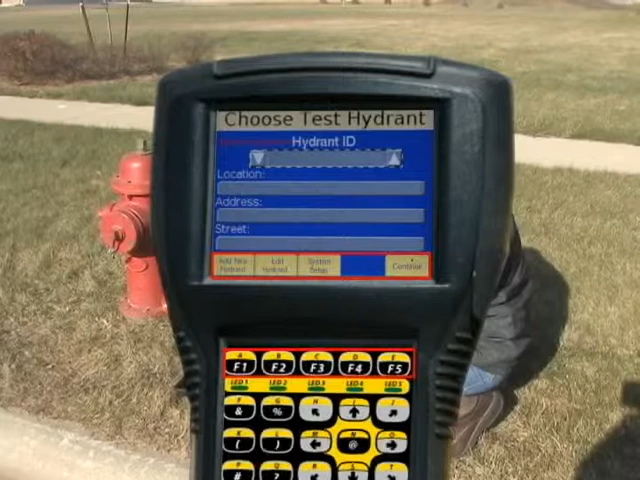 Choose Test Hydrant
Hydrant ID
Location:
Address:
Street:
Add New Hydrant
Edit Hydrant
System Setup
Continue
A B C D E
F1 F2 F3 F4 F5
LED 1 LED 2 LED 3 LED 4 LED 5
F G H I J
& %
K L M N O
( ) @
P Q R S T
# ?